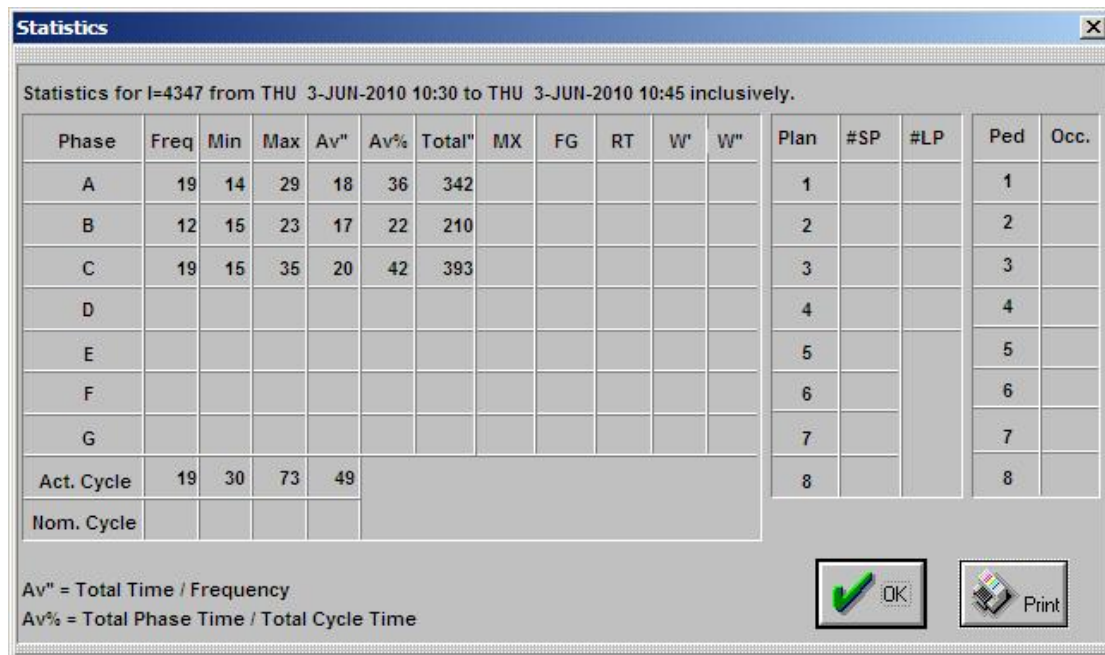 Statistics
Statistics for I=4347 from THU 3-JUN-2010 10:30 to THU 3-JUN-2010 10:45 inclusively.
Phase Freq Min Max Av" Av% Total" MX FG RT W' W" Plan #SP #LP Ped Occ.
A 19 14 29 18 36 342 1 1
B 12 15 23 17 22 210 2 2
C 19 15 35 20 42 393 3 3
D 4 4
E 5 5
F 6 6
G 7 7
Act. Cycle 19 30 73 49 8 8
Nom. Cycle
Av" = Total Time / Frequency
Av% = Total Phase Time / Total Cycle Time
OK
Print